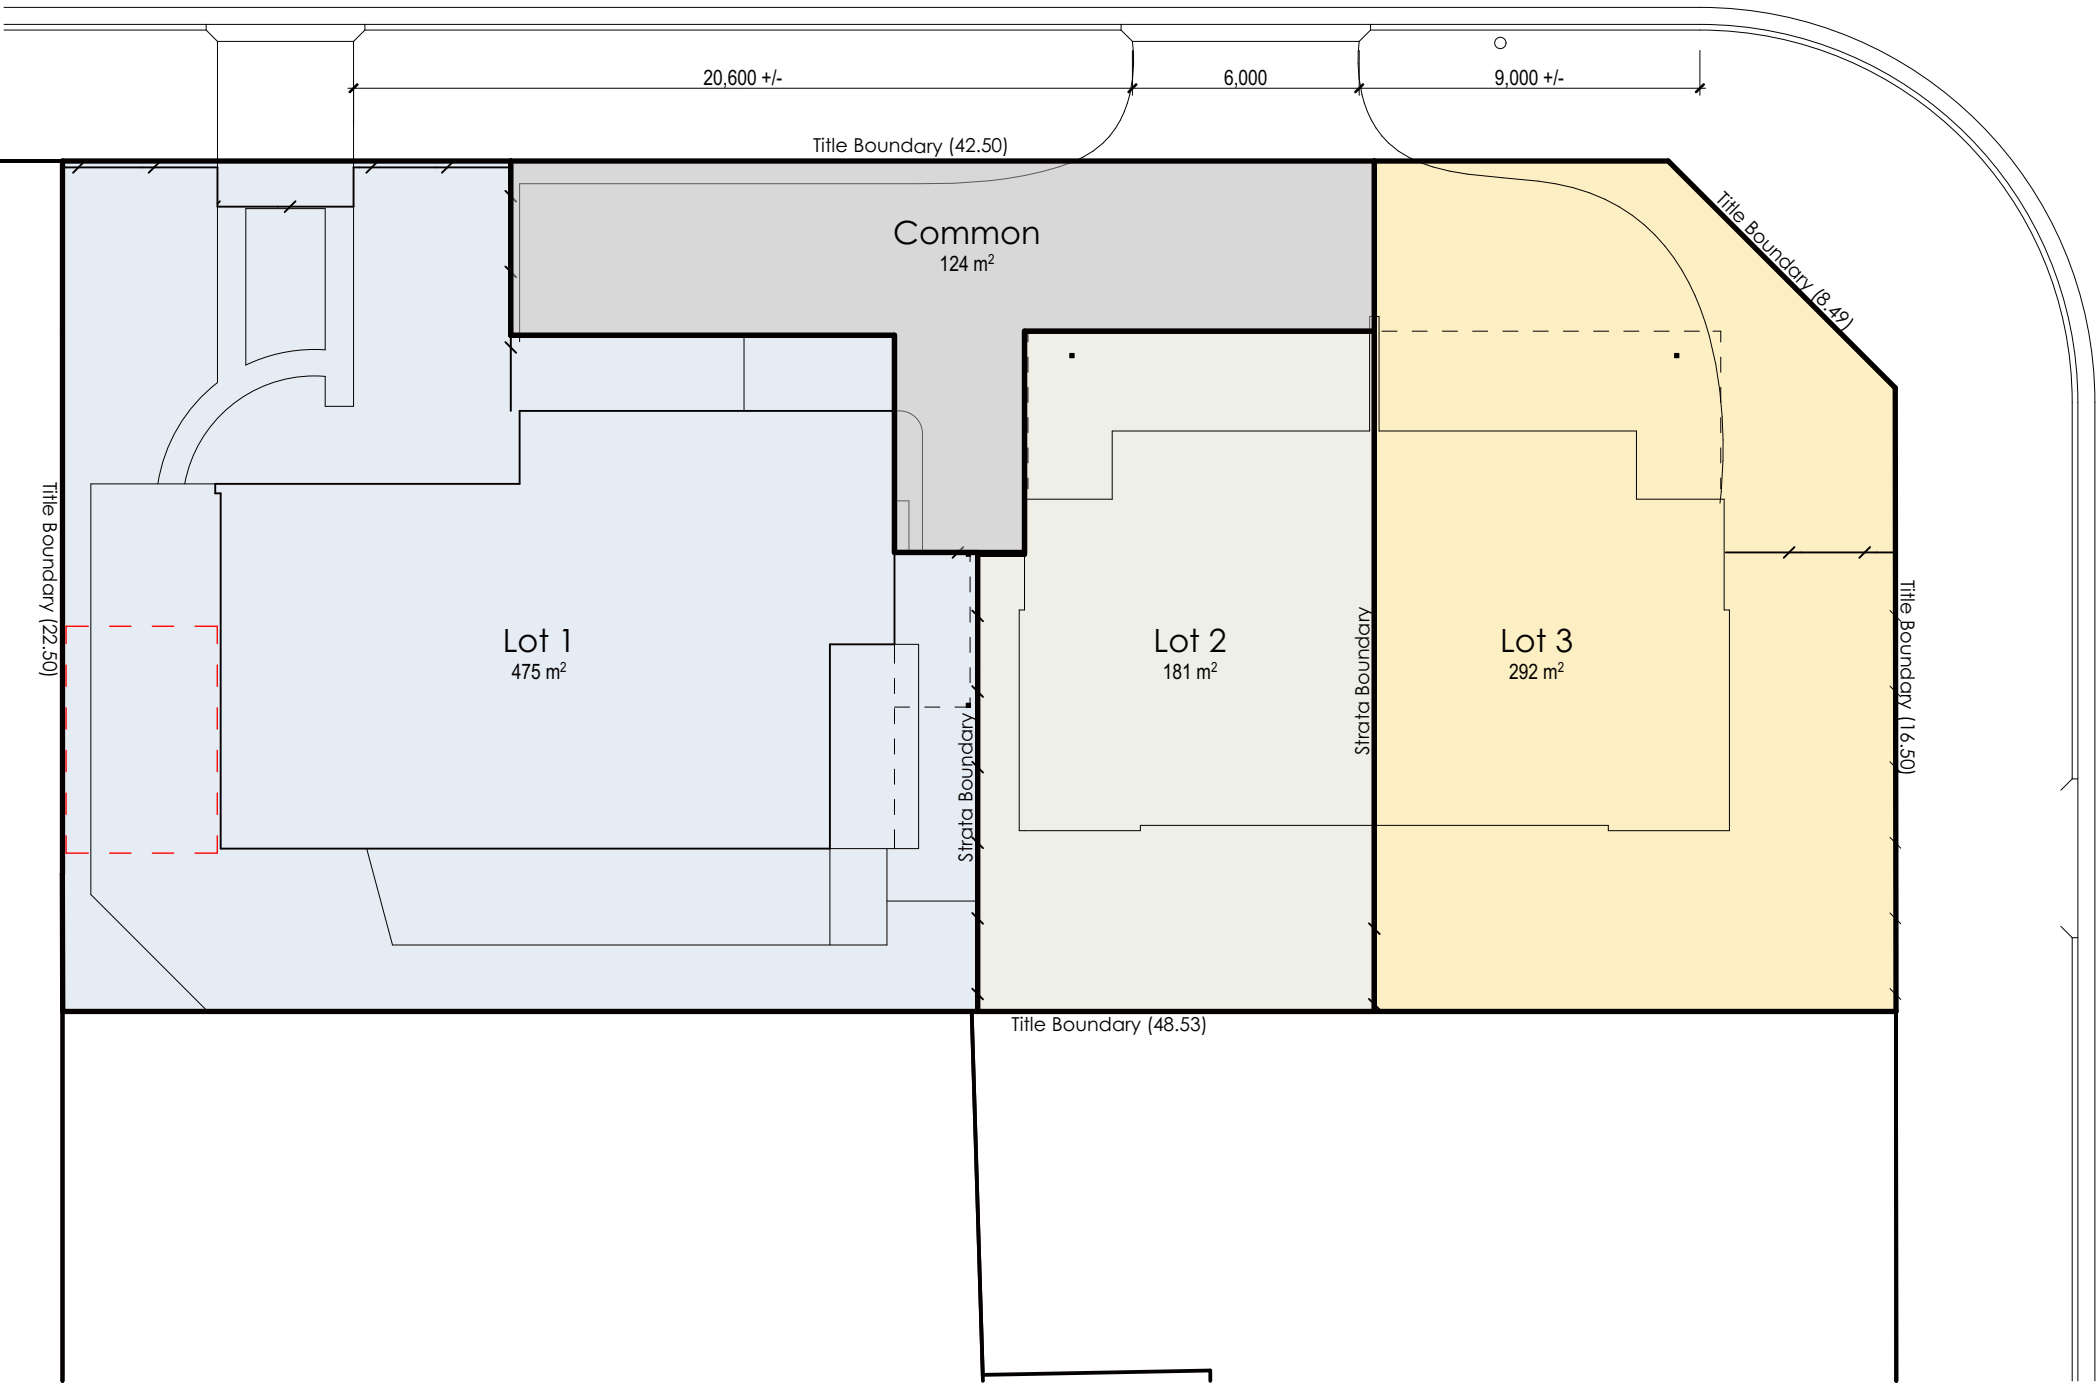 20,600 +/-
6,000
9,000 +/-
Title Boundary (42.50)
Title Boundary (8.49)
Common
124 m²
Title Boundary (22.50)
Lot 1
475 m²
Strata Boundary
Lot 2
181 m²
Strata Boundary
Lot 3
292 m²
Title Boundary (16.50)
Title Boundary (48.53)